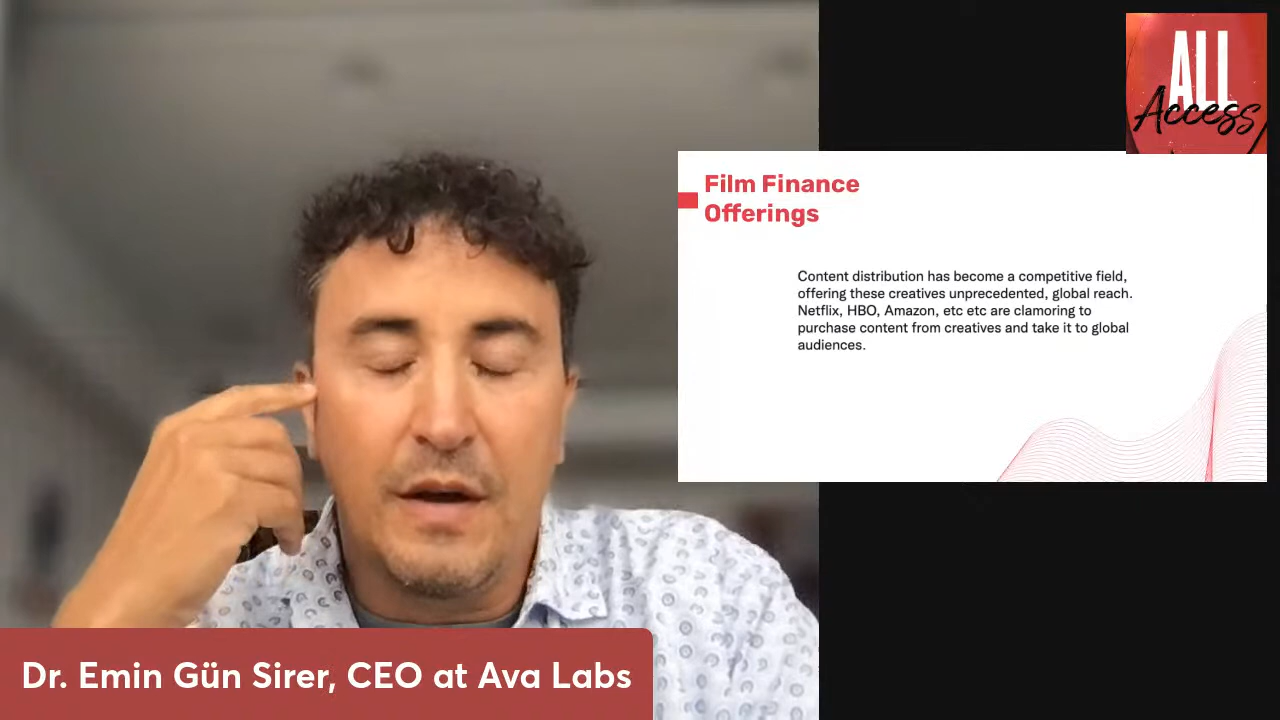 ALL
Access
Film Finance
Offerings
Content distribution has become a competitive field,
offering these creatives unprecedented, global reach.
Netflix, HBO, Amazon, etc etc are clamoring to
purchase content from creatives and take it to global
audiences.
Dr. Emin Gün Sirer, CEO at Ava Labs